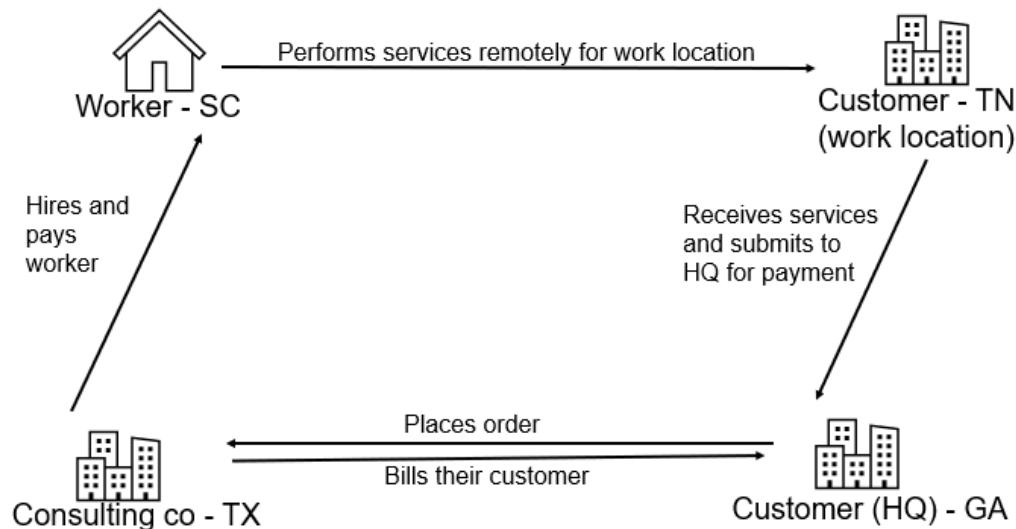 Performs services remotely for work location
Worker - SC
Customer - TN
(work location)
Hires and
pays
worker
Receives services
and submits to
HQ for payment
Places order
Bills their customer
Consulting co - TX
Customer (HQ) - GA